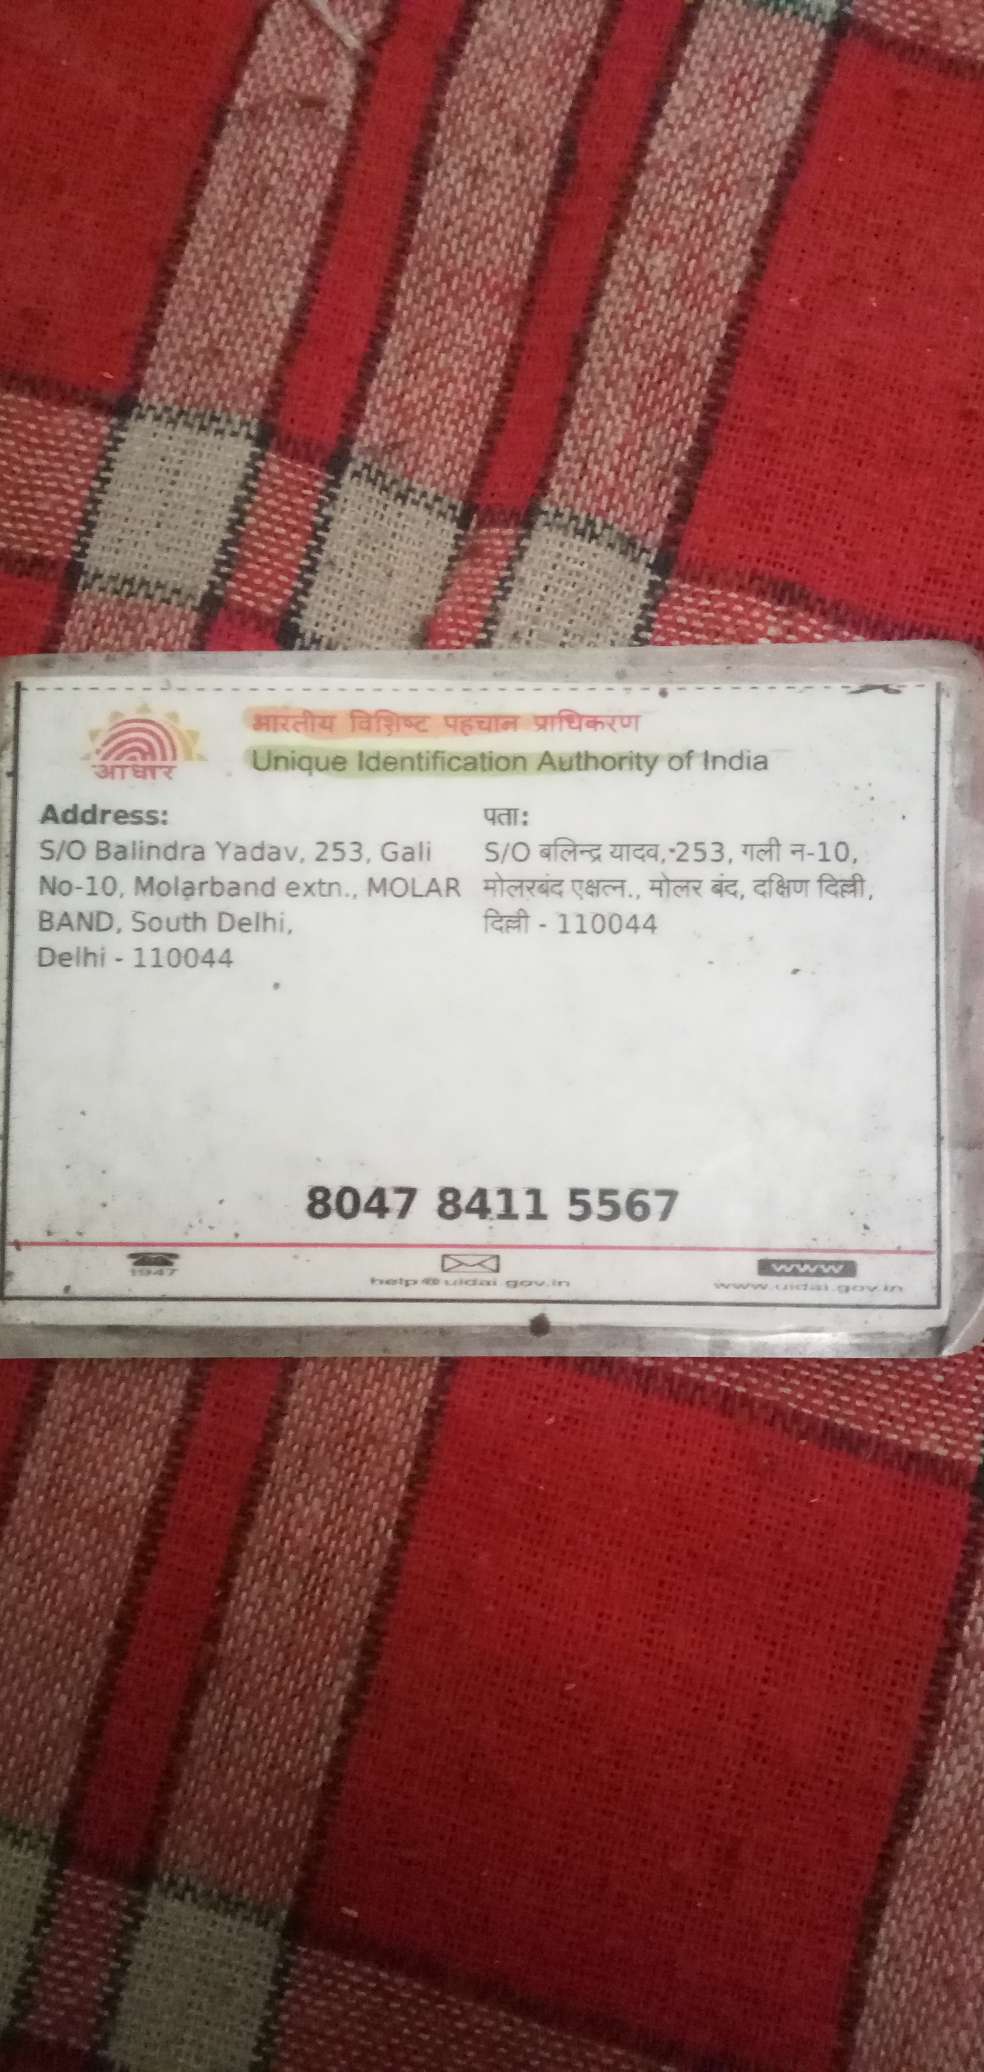 भारतीय विशिष्ट पहचान प्राधिकरण
Unique Identification Authority of India
आधार
Address:
S/O Balindra Yadav, 253, Gali
No-10, Molarband extn., MOLAR
BAND, South Delhi,
Delhi - 110044
पता:
S/O बलिन्द्र यादव, 253, गली न-10,
मोलरबंद एक्षत्न., मोलर बंद, दक्षिण दिल्ली,
दिल्ली - 110044
8047 8411 5567
1947
help@uidai.gov.in
www
www.uidai.gov.in